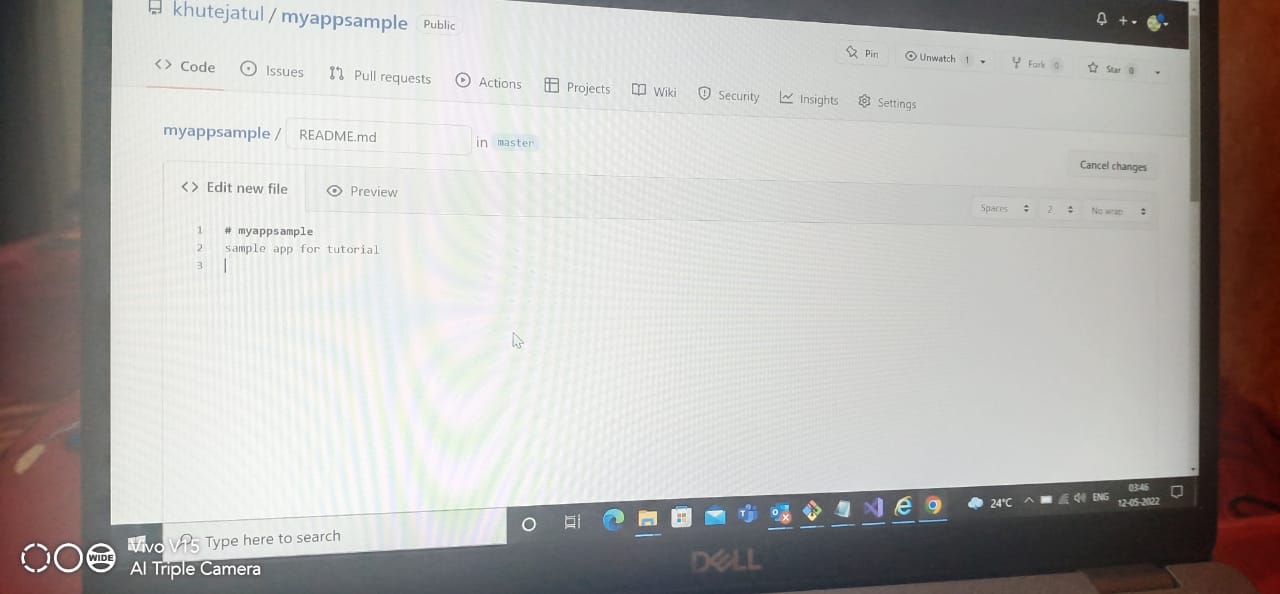 khutejatul / myappsample Public
Pin Unwatch 1 Fork 0 Star 0
Code Issues Pull requests Actions Projects Wiki Security Insights Settings
myappsample / README.md in master
Cancel changes
Edit new file Preview
Spaces 2 No wrap
1 # myappsample
2 sample app for tutorial
3
Type here to search
24°C ENG
03:46
12-05-2022
DELL
WIDE
Vivo V15
AI Triple Camera